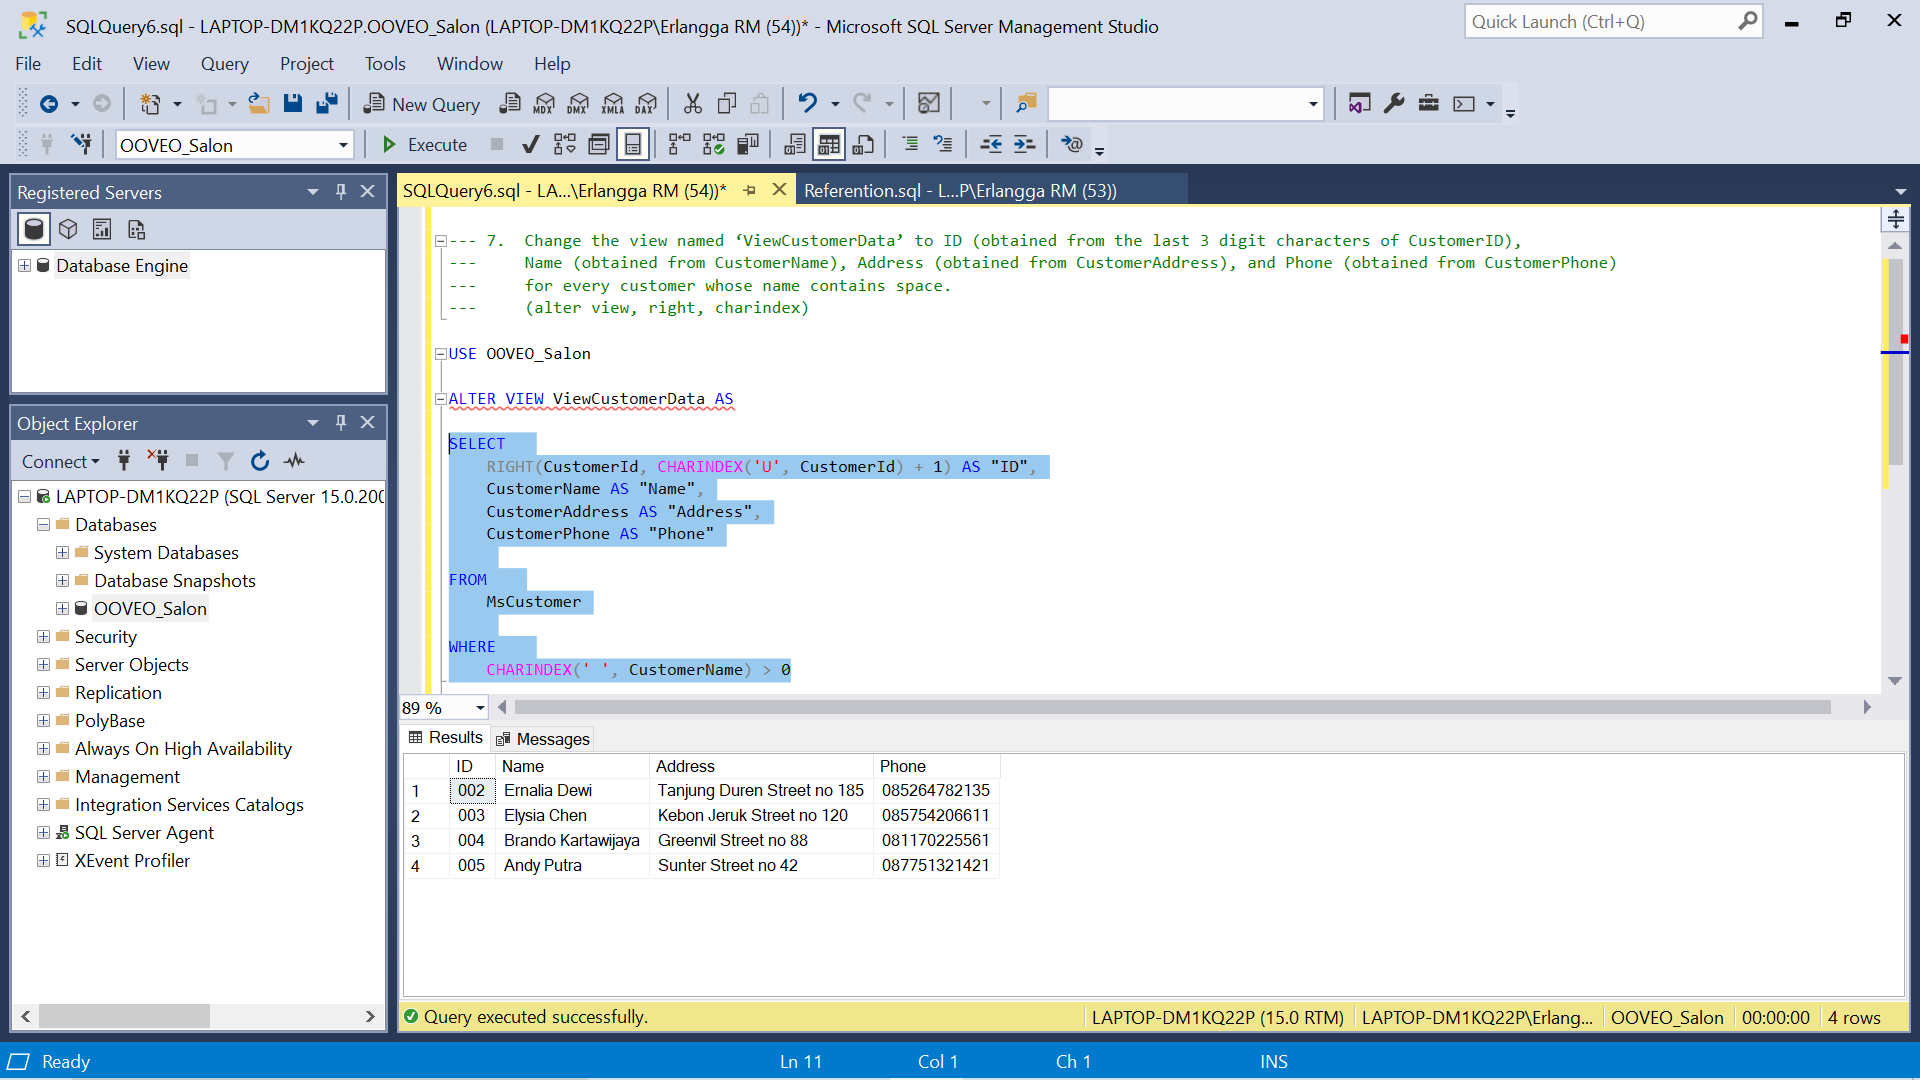 SQLQuery6.sql - LAPTOP-DM1KQ22P.OOVEO_Salon (LAPTOP-DM1KQ22P\Erlangga RM (54))* - Microsoft SQL Server Management Studio
Quick Launch (Ctrl+Q)
File Edit View Query Project Tools Window Help
New Query MDX DMX XMLA DAX
OOVEO_Salon Execute
Registered Servers
Database Engine
Object Explorer
Connect
LAPTOP-DM1KQ22P (SQL Server 15.0.200
Databases
System Databases
Database Snapshots
OOVEO_Salon
Security
Server Objects
Replication
PolyBase
Always On High Availability
Management
Integration Services Catalogs
SQL Server Agent
XEvent Profiler
SQLQuery6.sql - LA...\Erlangga RM (54))* Referention.sql - L...P\Erlangga RM (53))
--- 7. Change the view named ‘ViewCustomerData’ to ID (obtained from the last 3 digit characters of CustomerID),
--- Name (obtained from CustomerName), Address (obtained from CustomerAddress), and Phone (obtained from CustomerPhone)
--- for every customer whose name contains space.
--- (alter view, right, charindex)
USE OOVEO_Salon
ALTER VIEW ViewCustomerData AS
SELECT
RIGHT(CustomerId, CHARINDEX('U', CustomerId) + 1) AS "ID",
CustomerName AS "Name",
CustomerAddress AS "Address",
CustomerPhone AS "Phone"
FROM
MsCustomer
WHERE
CHARINDEX(' ', CustomerName) > 0
89 %
Results Messages
ID Name Address Phone
1 002 Ernalia Dewi Tanjung Duren Street no 185 085264782135
2 003 Elysia Chen Kebon Jeruk Street no 120 085754206611
3 004 Brando Kartawijaya Greenvil Street no 88 081170225561
4 005 Andy Putra Sunter Street no 42 087751321421
Query executed successfully. LAPTOP-DM1KQ22P (15.0 RTM) LAPTOP-DM1KQ22P\Erlang... OOVEO_Salon 00:00:00 4 rows
Ready Ln 11 Col 1 Ch 1 INS